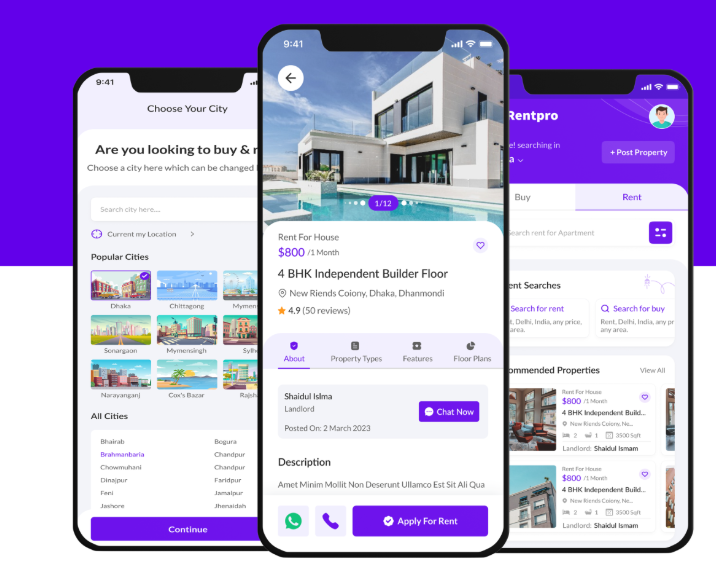 9:41
Choose Your City
Are you looking to buy & r
Choose a city here which can be changed
Search city here....
Current my Location
Popular Cities
Dhaka
Chittagong
Mymen
Sonargaon
Mymensingh
Sylhe
Narayanganj
Cox's Bazar
Rajsh
All Cities
Bhairab
Bogura
Brahmanbaria
Chandpur
Chowmuhani
Chandpur
Dinajpur
Faridpur
Feni
Jamalpur
Jashore
Jhenaidah
Continue
9:41
1/12
Rent For House
$800 /1 Month
4 BHK Independent Builder Floor
New Riends Coiony, Dhaka, Dhanmondi
4.9 (50 reviews)
About
Property Types
Features
Floor Plans
Shaidul Islma
Landlord
Posted On: 2 March 2023
Chat Now
Description
Amet Minim Mollit Non Deserunt Ullamco Est Sit Ali Qua
Apply For Rent
Rentpro
e! searching in
a
+ Post Property
Buy
Rent
Search rent for Apartment
ent Searches
Search for rent
t, Delhi, India, any price,
area.
Search for buy
Rent, Delhi, India, any pr
any area.
ommended Properties
View All
Rent For House
$800 /1 Month
4 BHK Independent Build...
New Riends Coiony, Ne...
2 1 3500 Sqft
Landlord: Shaidul Ismam
Rent For House
$800 /1 Month
4 BHK Independent Build...
New Riends Coiony, Ne...
2 1 3500 Sqft
Landlord: Shaidul Ismam